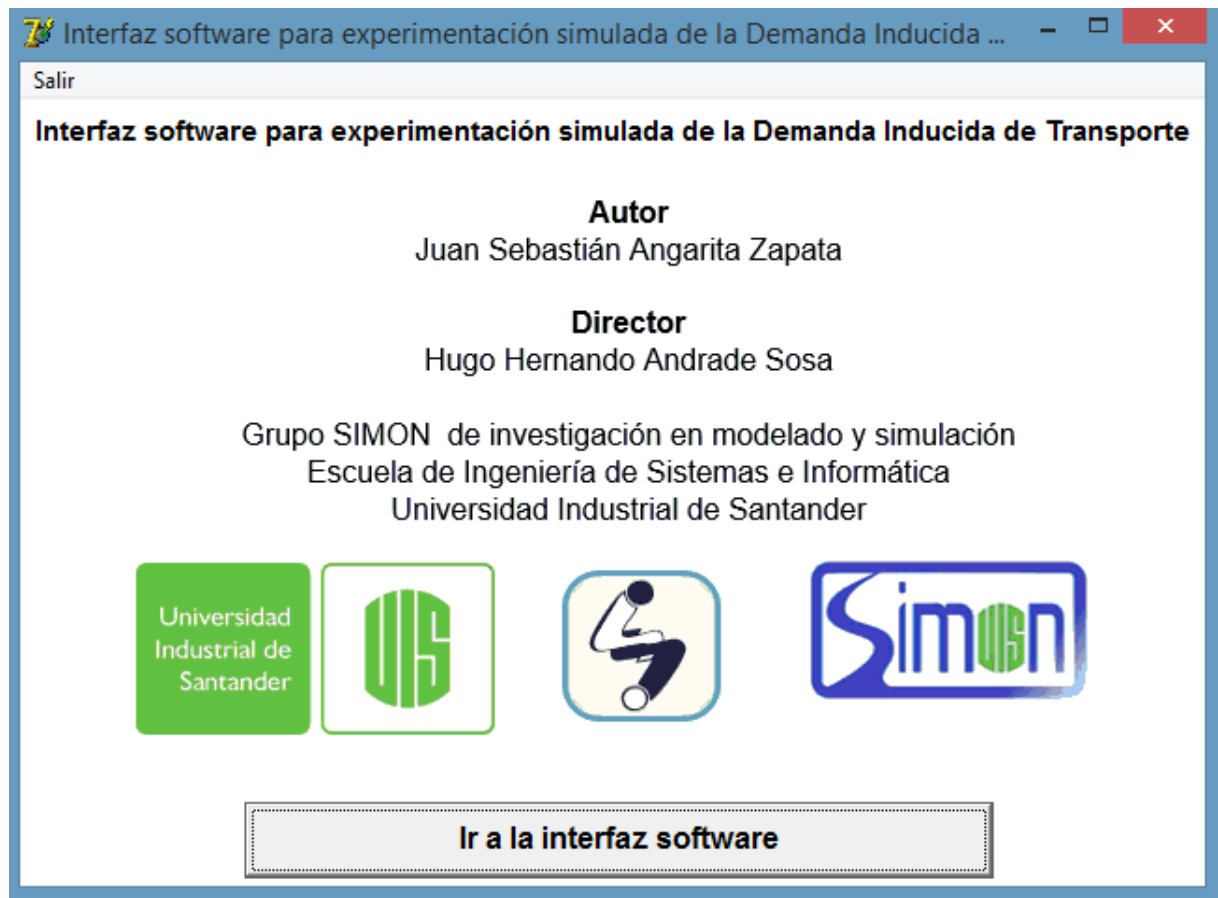 Interfaz software para experimentación simulada de la Demanda Inducida ...
Salir
Interfaz software para experimentación simulada de la Demanda Inducida de Transporte
Autor
Juan Sebastián Angarita Zapata
Director
Hugo Hernando Andrade Sosa
Grupo SIMON de investigación en modelado y simulación
Escuela de Ingeniería de Sistemas e Informática
Universidad Industrial de Santander
Universidad
Industrial de
Santander
UIS
Simon
Ir a la interfaz software